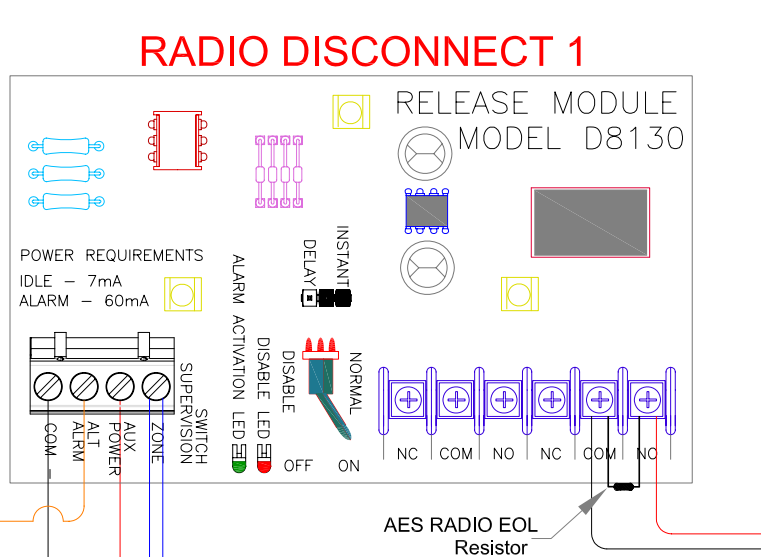 RADIO DISCONNECT 1
RELEASE MODULE
MODEL D8130
POWER REQUIREMENTS
IDLE - 7mA
ALARM - 60mA
INSTANT
DELAY
ALARM ACTIVATION LED
DISABLE LED
DISABLE
NORMAL
OFF
ON
SWITCH
SUPERVISION
COM
ALT
ALRM
AUX
POWER
ZONE
NC
COM
NO
NC
COM
NO
AES RADIO EOL
Resistor